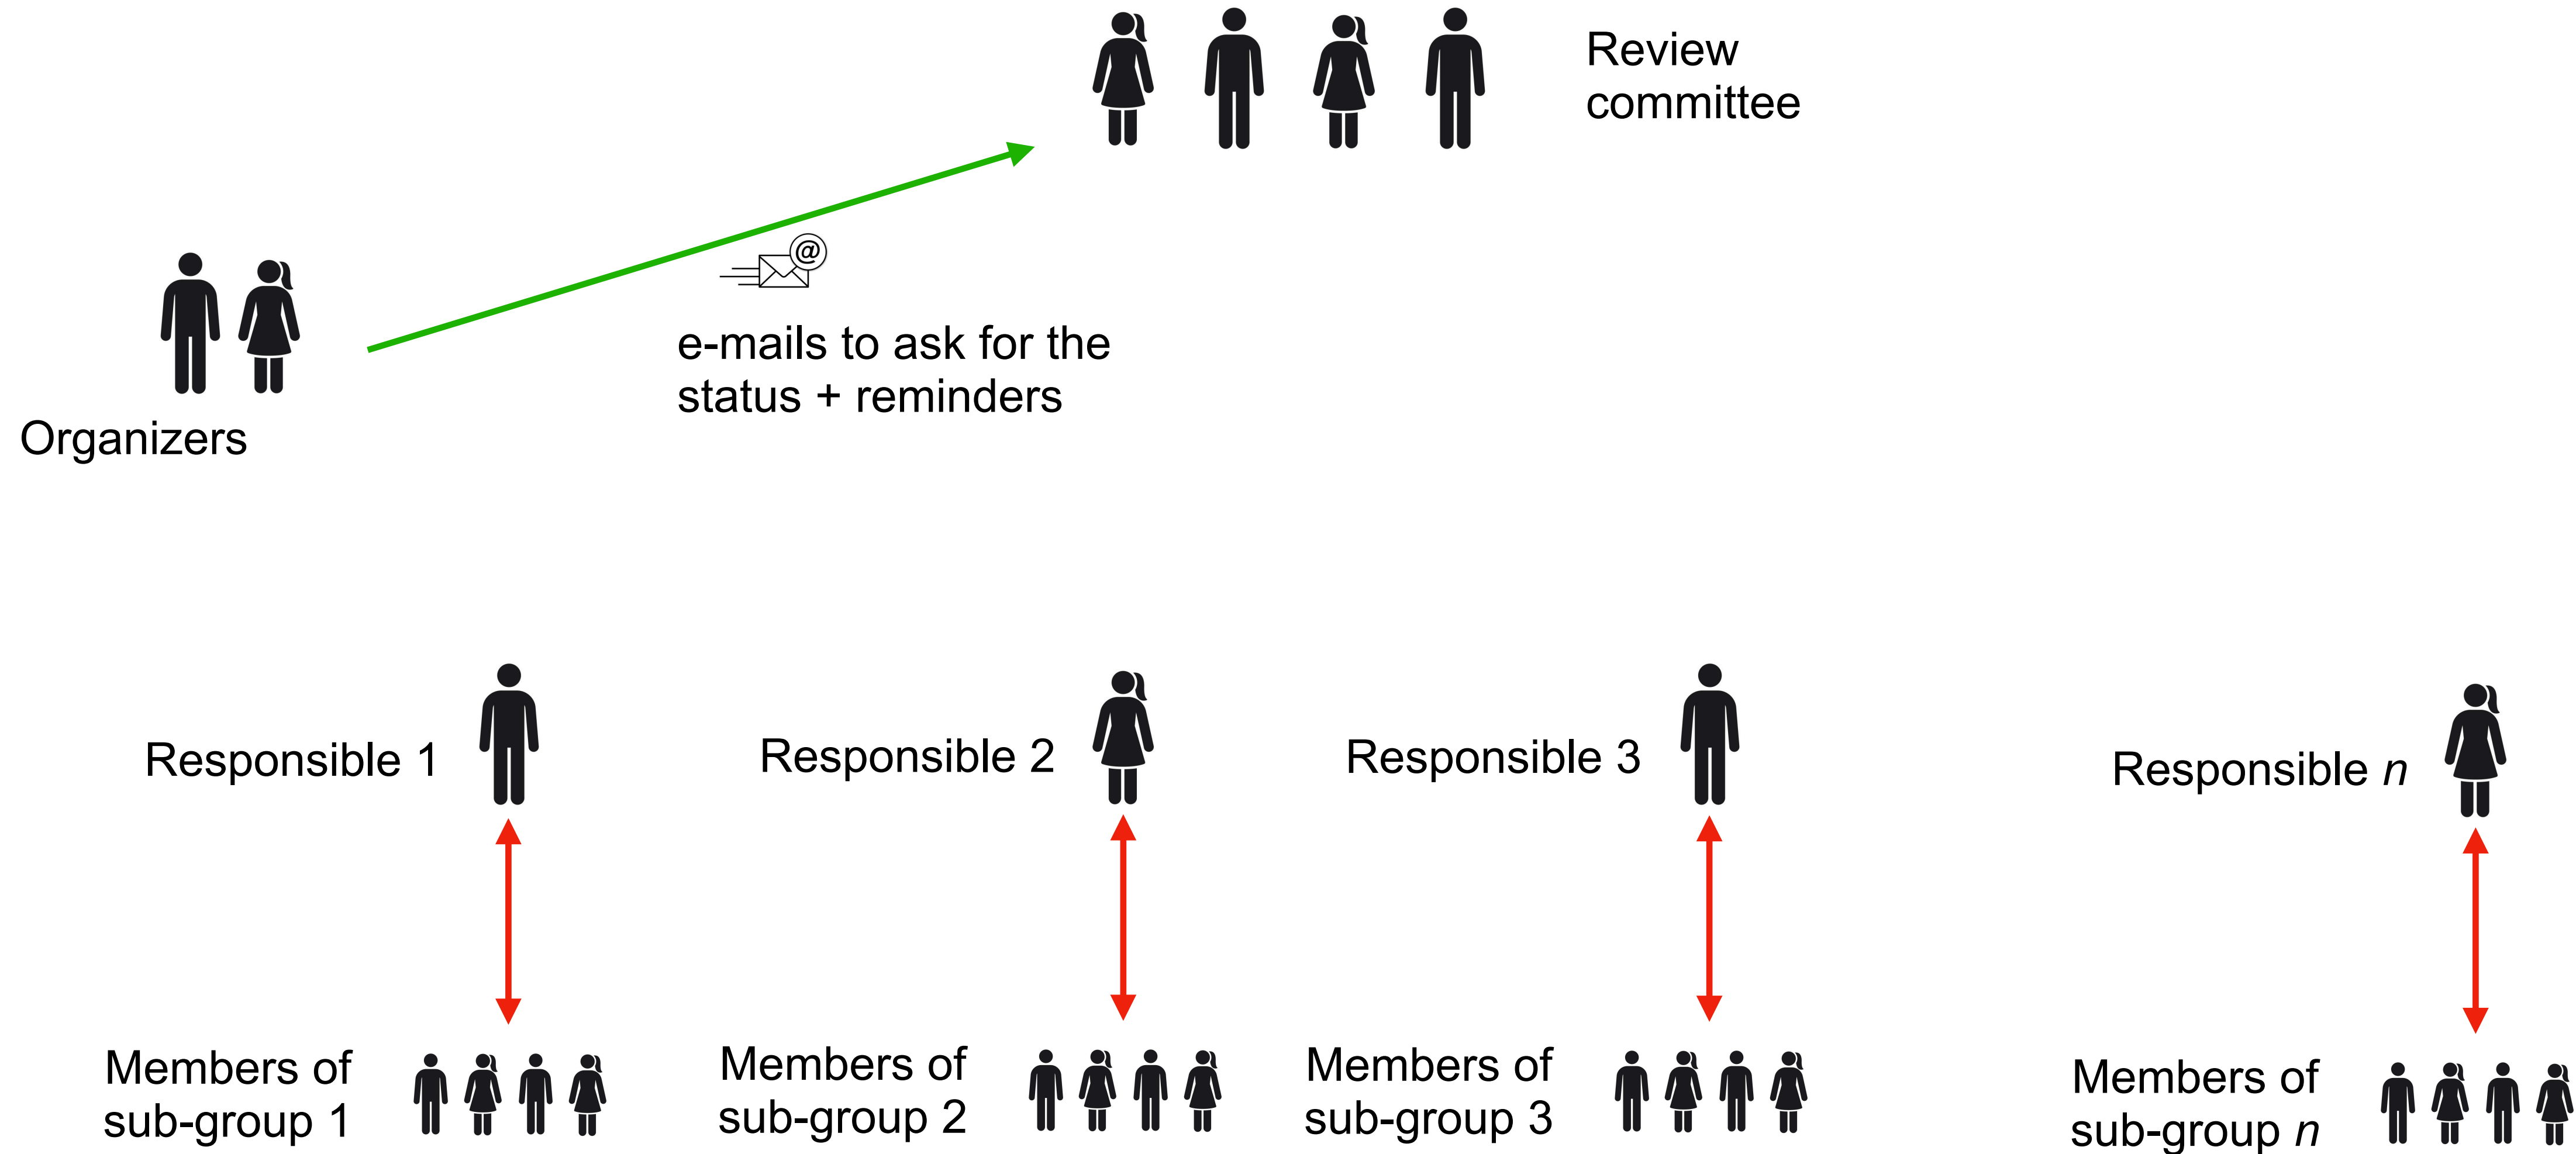 Review
committee
@
e-mails to ask for the
status + reminders
Organizers
Responsible 1
Responsible 2
Responsible 3
Responsible n
Members of
sub-group 1
Members of
sub-group 2
Members of
sub-group 3
Members of
sub-group n